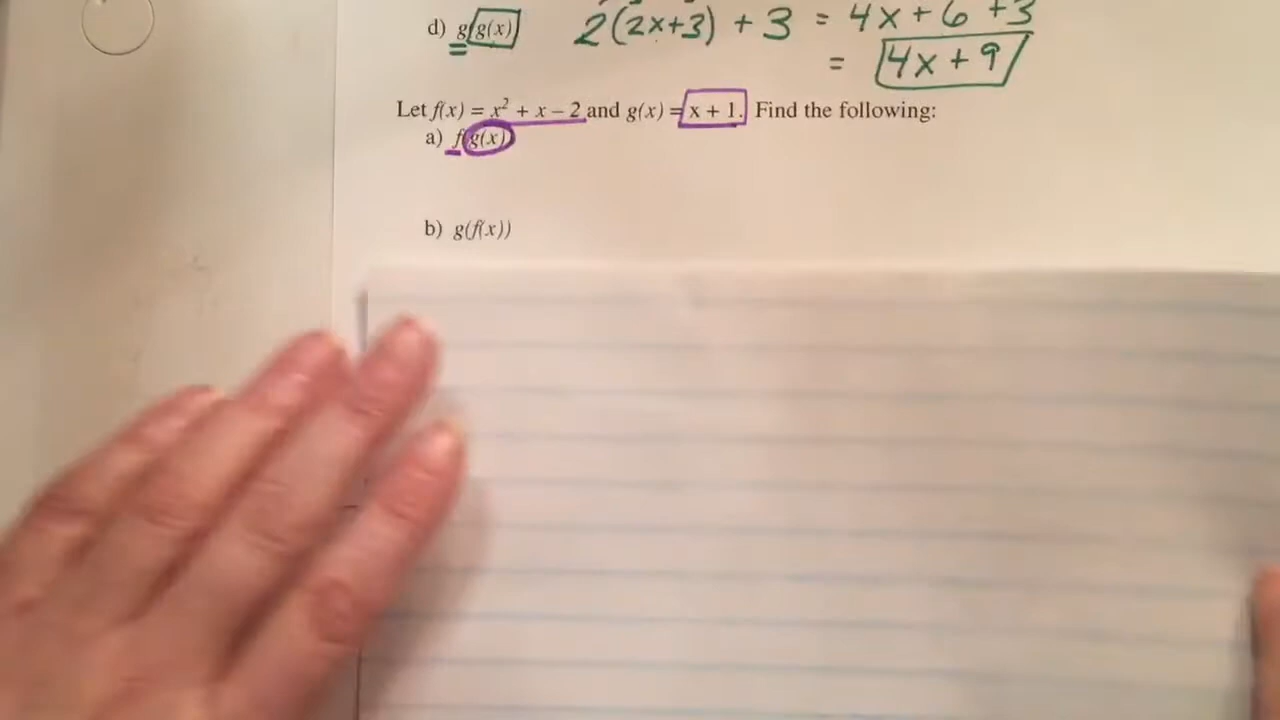 d) g(g(x)) 2(2x+3) + 3 = 4x + 6 + 3
= 4x + 9
Let f(x) = x² + x – 2 and g(x) = x + 1. Find the following:
a) f(g(x))
b) g(f(x))